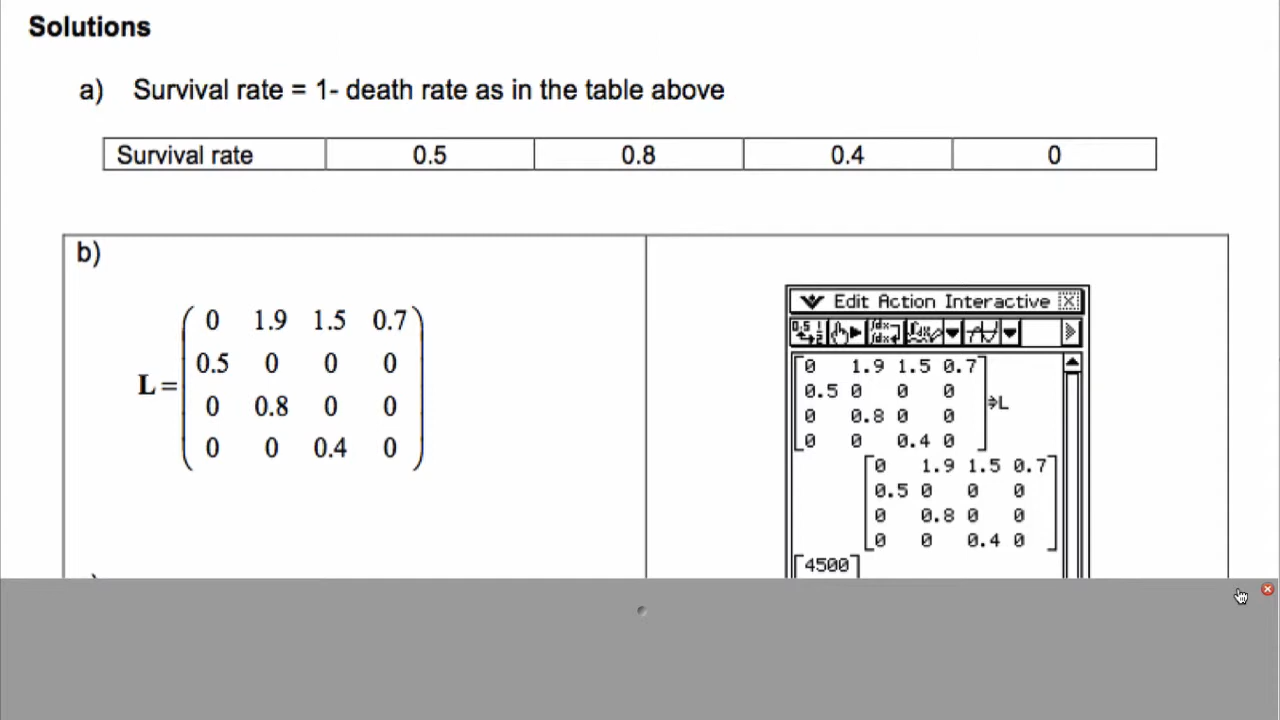 Solutions
a) Survival rate = 1- death rate as in the table above
Survival rate 0.5 0.8 0.4 0
b)
L = ( 0 1.9 1.5 0.7
0.5 0 0 0
0 0.8 0 0
0 0 0.4 0 )
Edit Action Interactive
[0 1.9 1.5 0.7
0.5 0 0 0
0 0.8 0 0
0 0 0.4 0] ⇒L
[0 1.9 1.5 0.7
0.5 0 0 0
0 0.8 0 0
0 0 0.4 0]
[4500]